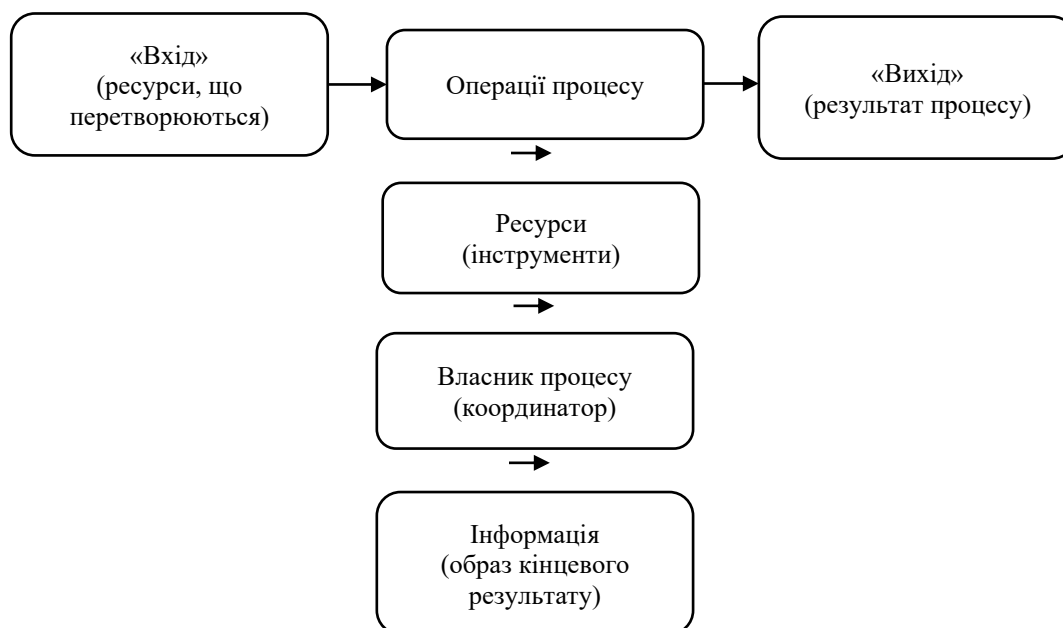 «Вхід»
(ресурси, що
перетворюються)
Операції процесу
«Вихід»
(результат процесу)
Ресурси
(інструменти)
Власник процесу
(координатор)
Інформація
(образ кінцевого
результату)